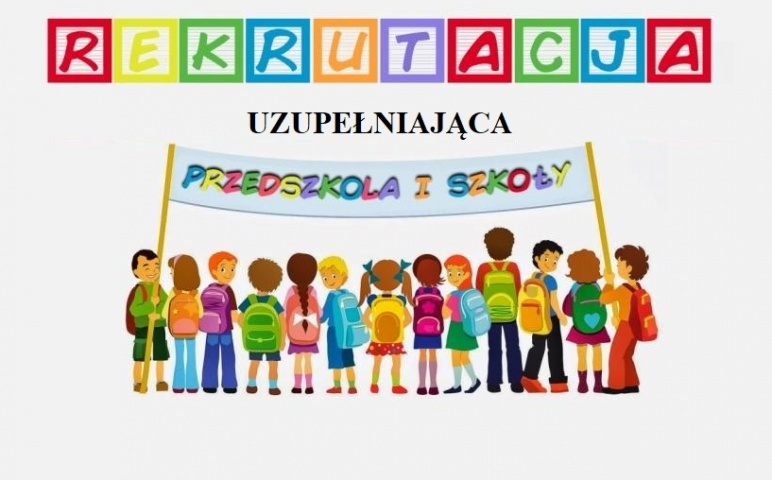 REKRUTACJA
UZUPEŁNIAJĄCA
PRZEDSZKOLA I SZKOŁY